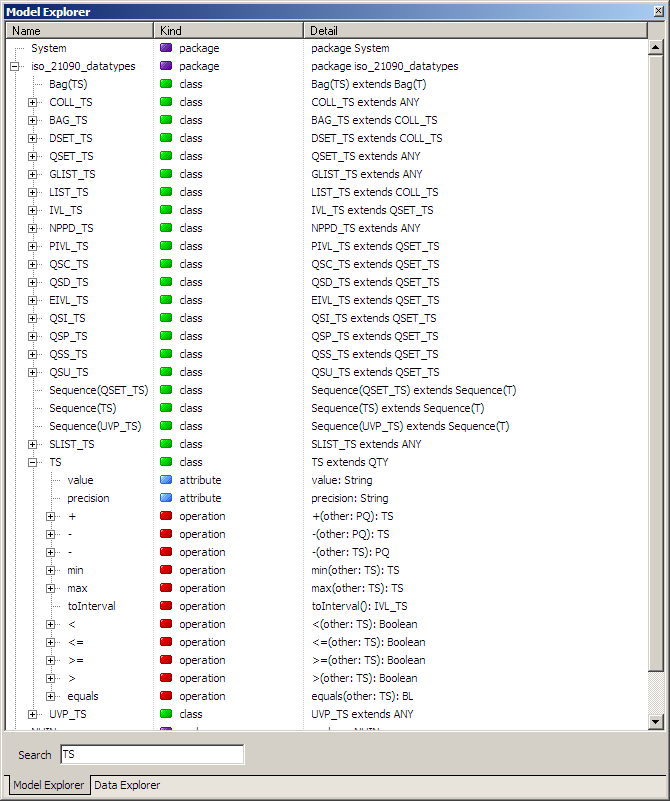 Model Explorer
Name Kind Detail
System package package System
iso_21090_datatypes package package iso_21090_datatypes
Bag(TS) class Bag(TS) extends Bag(T)
COLL_TS class COLL_TS extends ANY
BAG_TS class BAG_TS extends COLL_TS
DSET_TS class DSET_TS extends COLL_TS
QSET_TS class QSET_TS extends ANY
GLIST_TS class GLIST_TS extends ANY
LIST_TS class LIST_TS extends COLL_TS
IVL_TS class IVL_TS extends QSET_TS
NPPD_TS class NPPD_TS extends ANY
PIVL_TS class PIVL_TS extends QSET_TS
QSC_TS class QSC_TS extends QSET_TS
QSD_TS class QSD_TS extends QSET_TS
EIVL_TS class EIVL_TS extends QSET_TS
QSI_TS class QSI_TS extends QSET_TS
QSP_TS class QSP_TS extends QSET_TS
QSS_TS class QSS_TS extends QSET_TS
QSU_TS class QSU_TS extends QSET_TS
Sequence(QSET_TS) class Sequence(QSET_TS) extends Sequence(T)
Sequence(TS) class Sequence(TS) extends Sequence(T)
Sequence(UVP_TS) class Sequence(UVP_TS) extends Sequence(T)
SLIST_TS class SLIST_TS extends ANY
TS class TS extends QTY
value attribute value: String
precision attribute precision: String
+ operation +(other: PQ): TS
- operation -(other: PQ): TS
- operation -(other: TS): PQ
min operation min(other: TS): TS
max operation max(other: TS): TS
toInterval operation toInterval(): IVL_TS
< operation <(other: TS): Boolean
<= operation <=(other: TS): Boolean
>= operation >=(other: TS): Boolean
> operation >(other: TS): Boolean
equals operation equals(other: TS): BL
UVP_TS class UVP_TS extends ANY
Search TS
Model Explorer Data Explorer